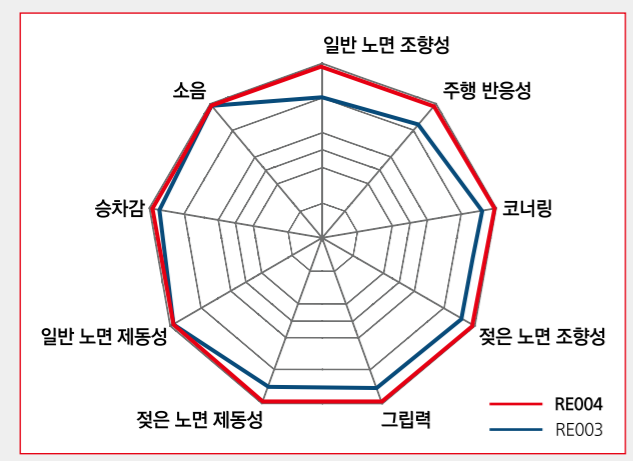 일반 노면 조향성
주행 반응성
코너링
젖은 노면 조향성
그립력
젖은 노면 제동성
일반 노면 제동성
승차감
소음
RE004
RE003